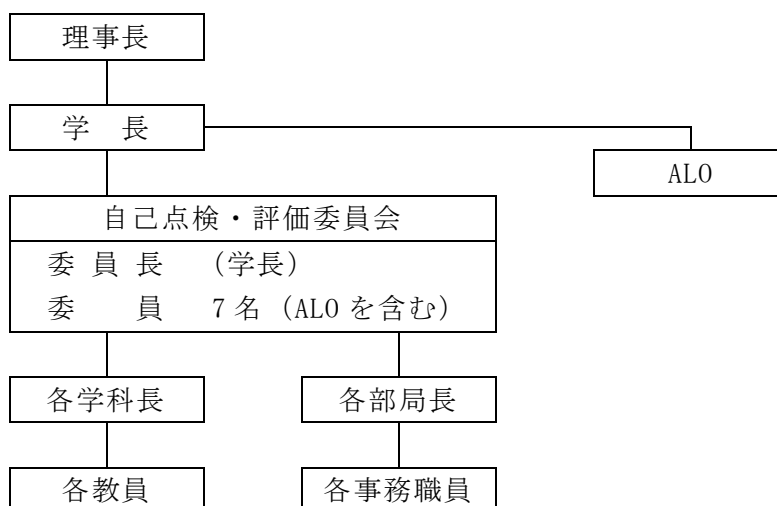 理事長
学　長
ALO
自己点検・評価委員会
委 員 長　（学長）
委　　員　7名（ALOを含む）
各学科長
各部局長
各教員
各事務職員